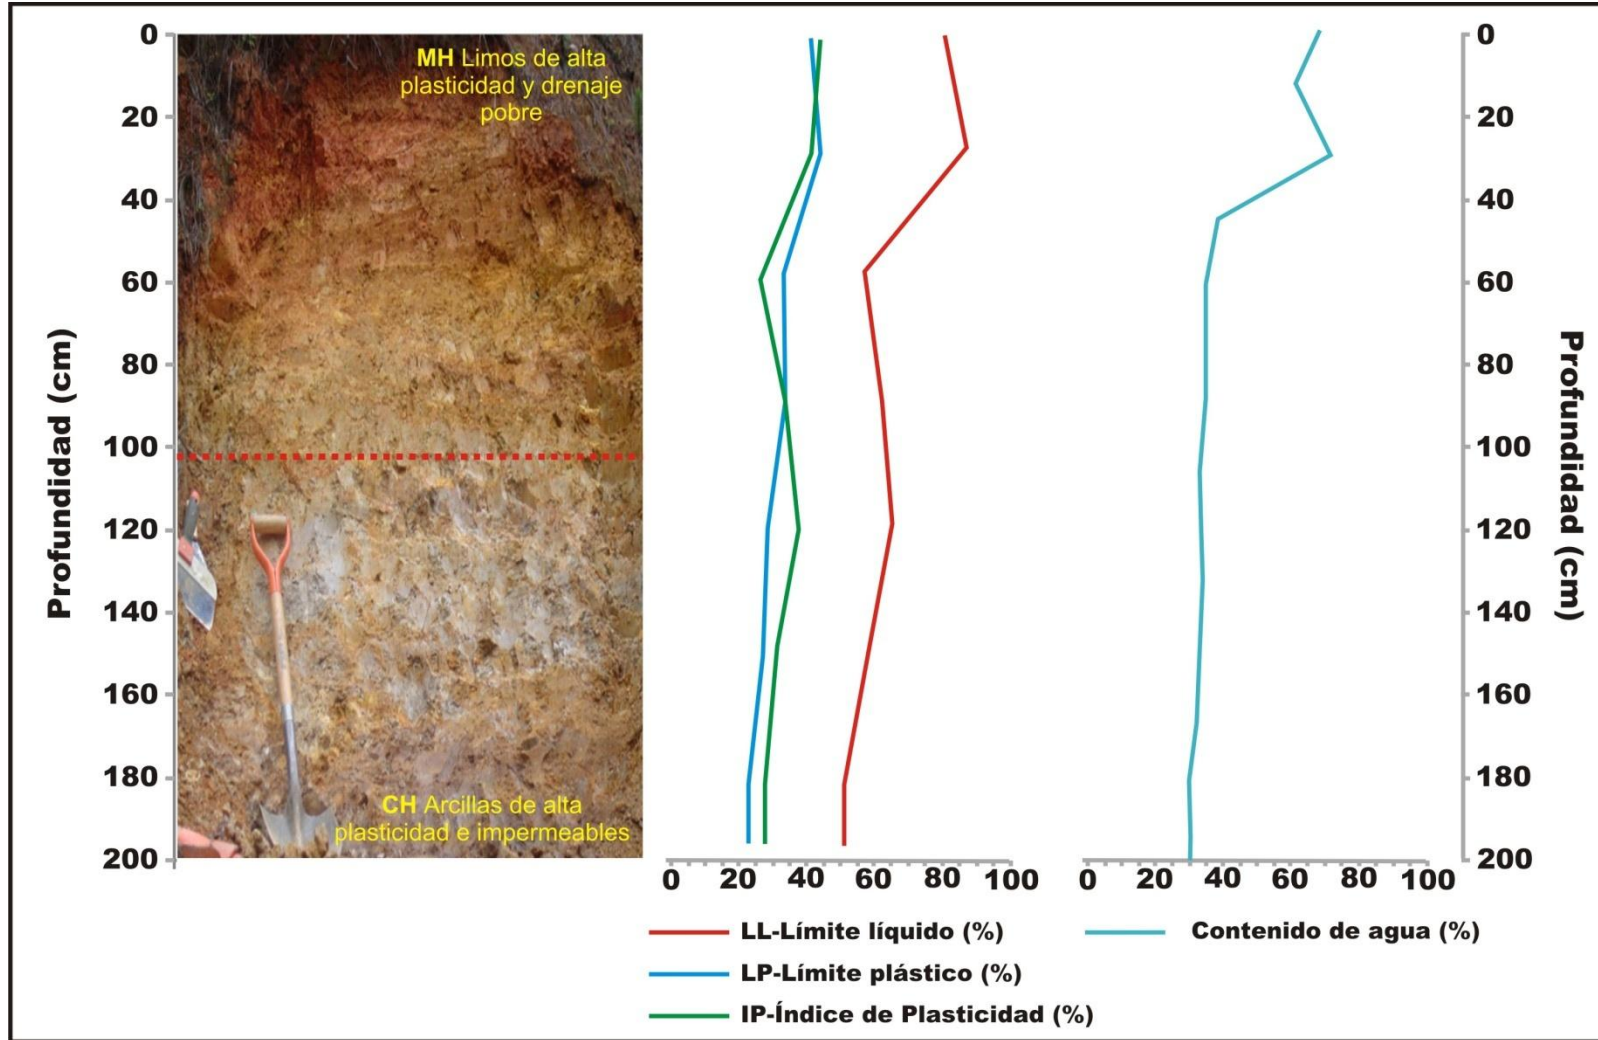 MH Limos de alta
plasticidad y drenaje
pobre
CH Arcillas de alta
plasticidad e impermeables
Profundidad (cm)
0
20
40
60
80
100
120
140
160
180
200
0 20 40 60 80 100
0 20 40 60 80 100
0
20
40
60
80
100
120
140
160
180
200
Profundidad (cm)
LL-Límite líquido (%)
LP-Límite plástico (%)
IP-Índice de Plasticidad (%)
Contenido de agua (%)